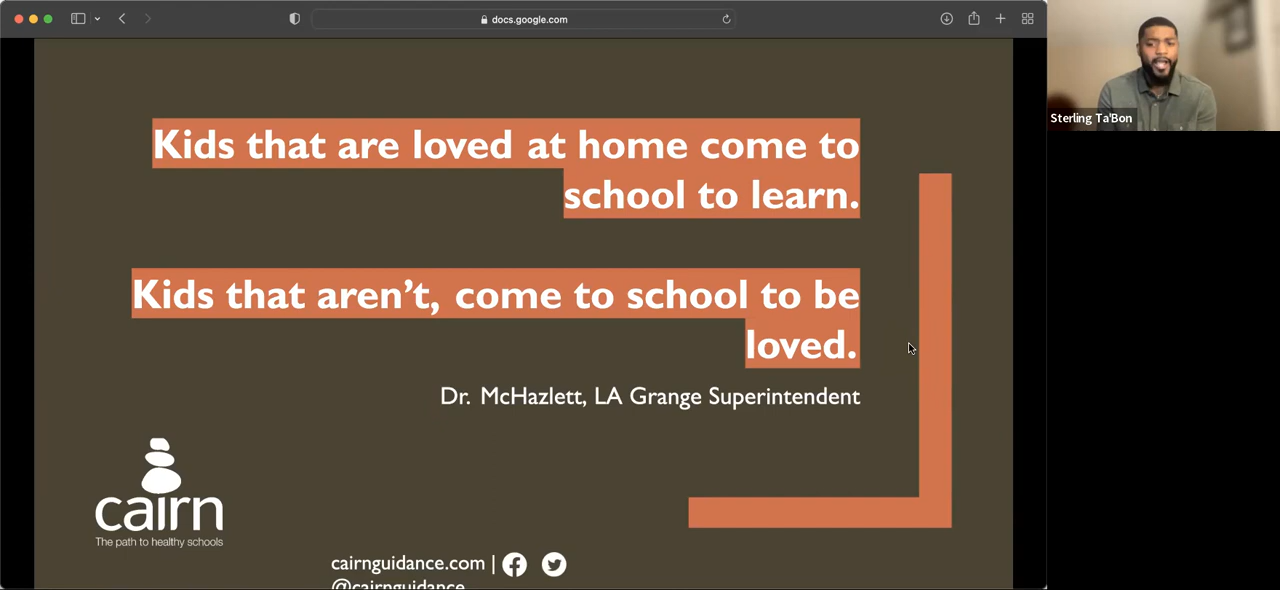 docs.google.com
Sterling Ta'Bon
Kids that are loved at home come to
school to learn.
Kids that aren’t, come to school to be
loved.
Dr. McHazlett, LA Grange Superintendent
cairn
The path to healthy schools
cairnguidance.com |
@cairnguidance